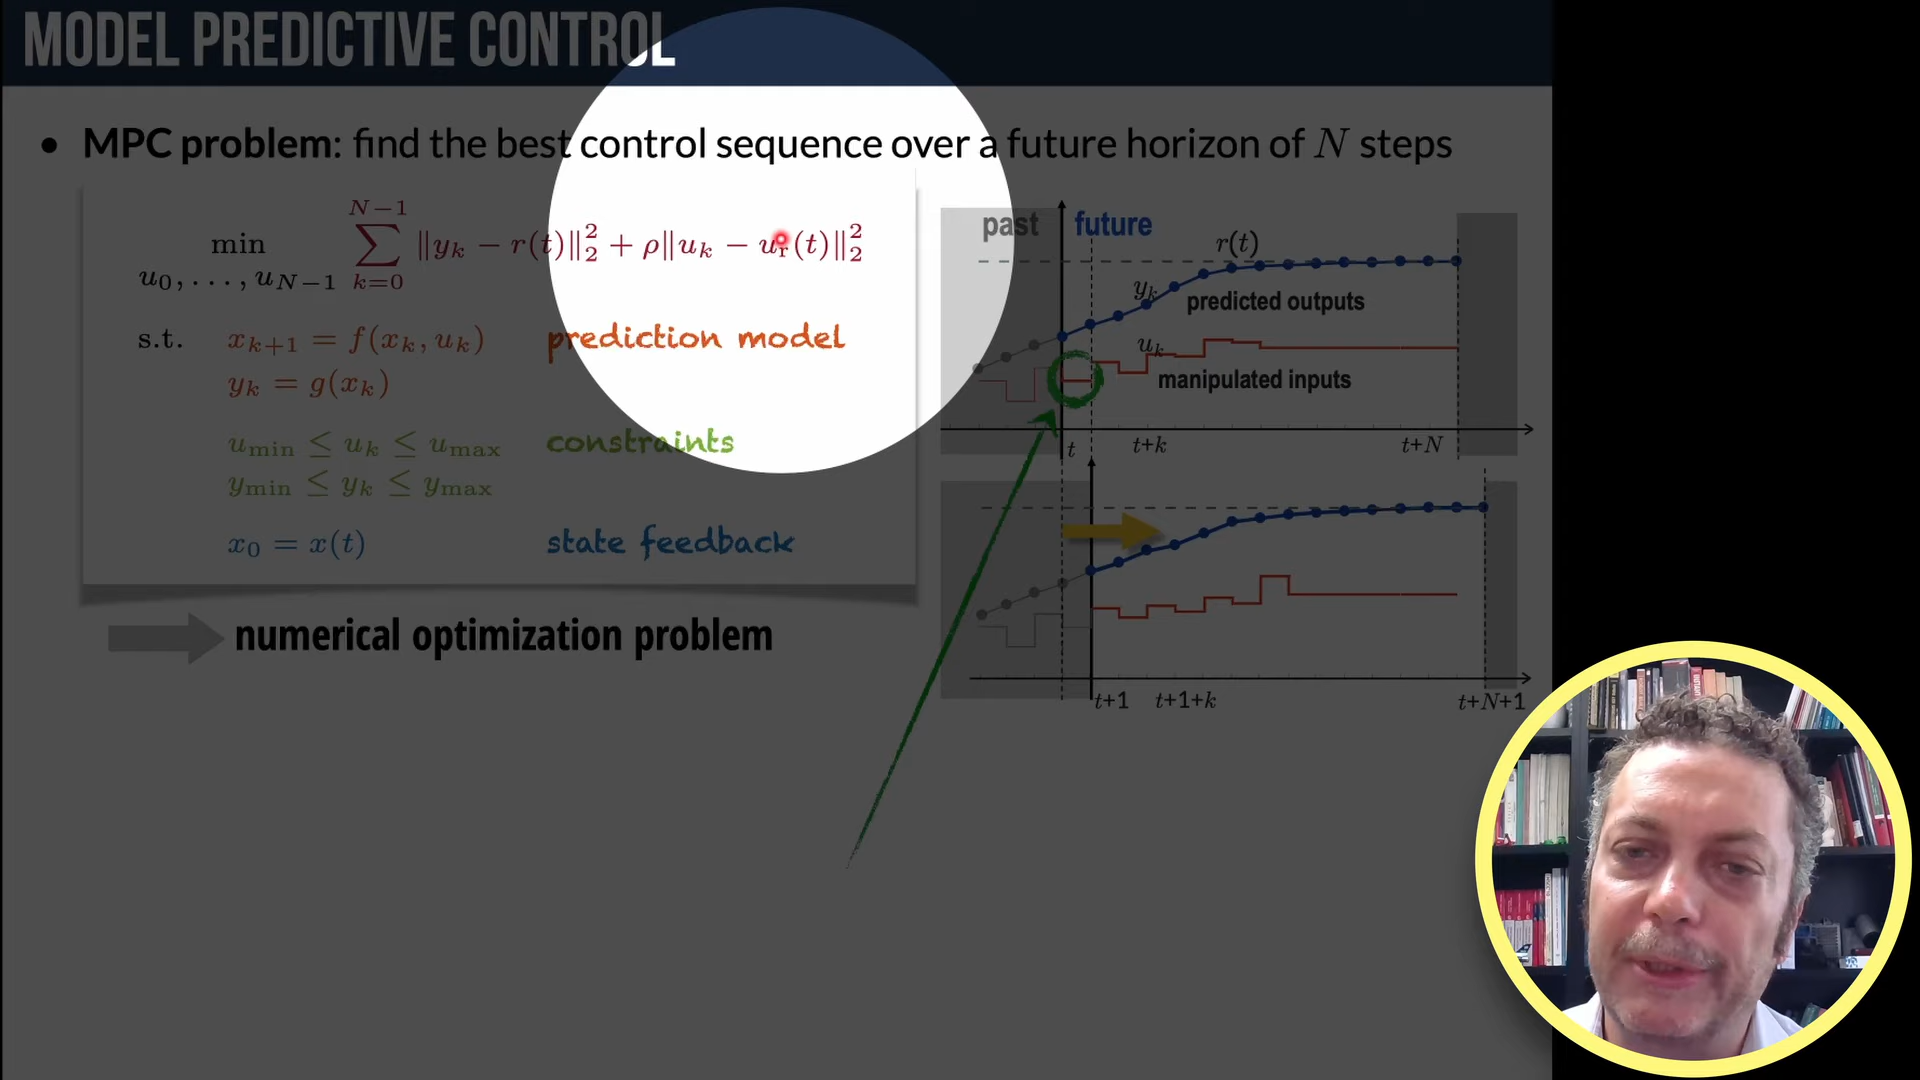 MODEL PREDICTIVE CONTROL
• MPC problem: find the best control sequence over a future horizon of N steps
min u₀, . . . , u_{N−1} ∑_{k=0}^{N−1} ‖y_k − r(t)‖₂² + ρ‖u_k − u_r(t)‖₂²
s.t. x_{k+1} = f(x_k, u_k) prediction model
y_k = g(x_k)
u_min ≤ u_k ≤ u_max constraints
y_min ≤ y_k ≤ y_max
x₀ = x(t) state feedback
numerical optimization problem
past future
r(t)
y_k
predicted outputs
u_k
manipulated inputs
t t+k t+N
t+1 t+1+k t+N+1